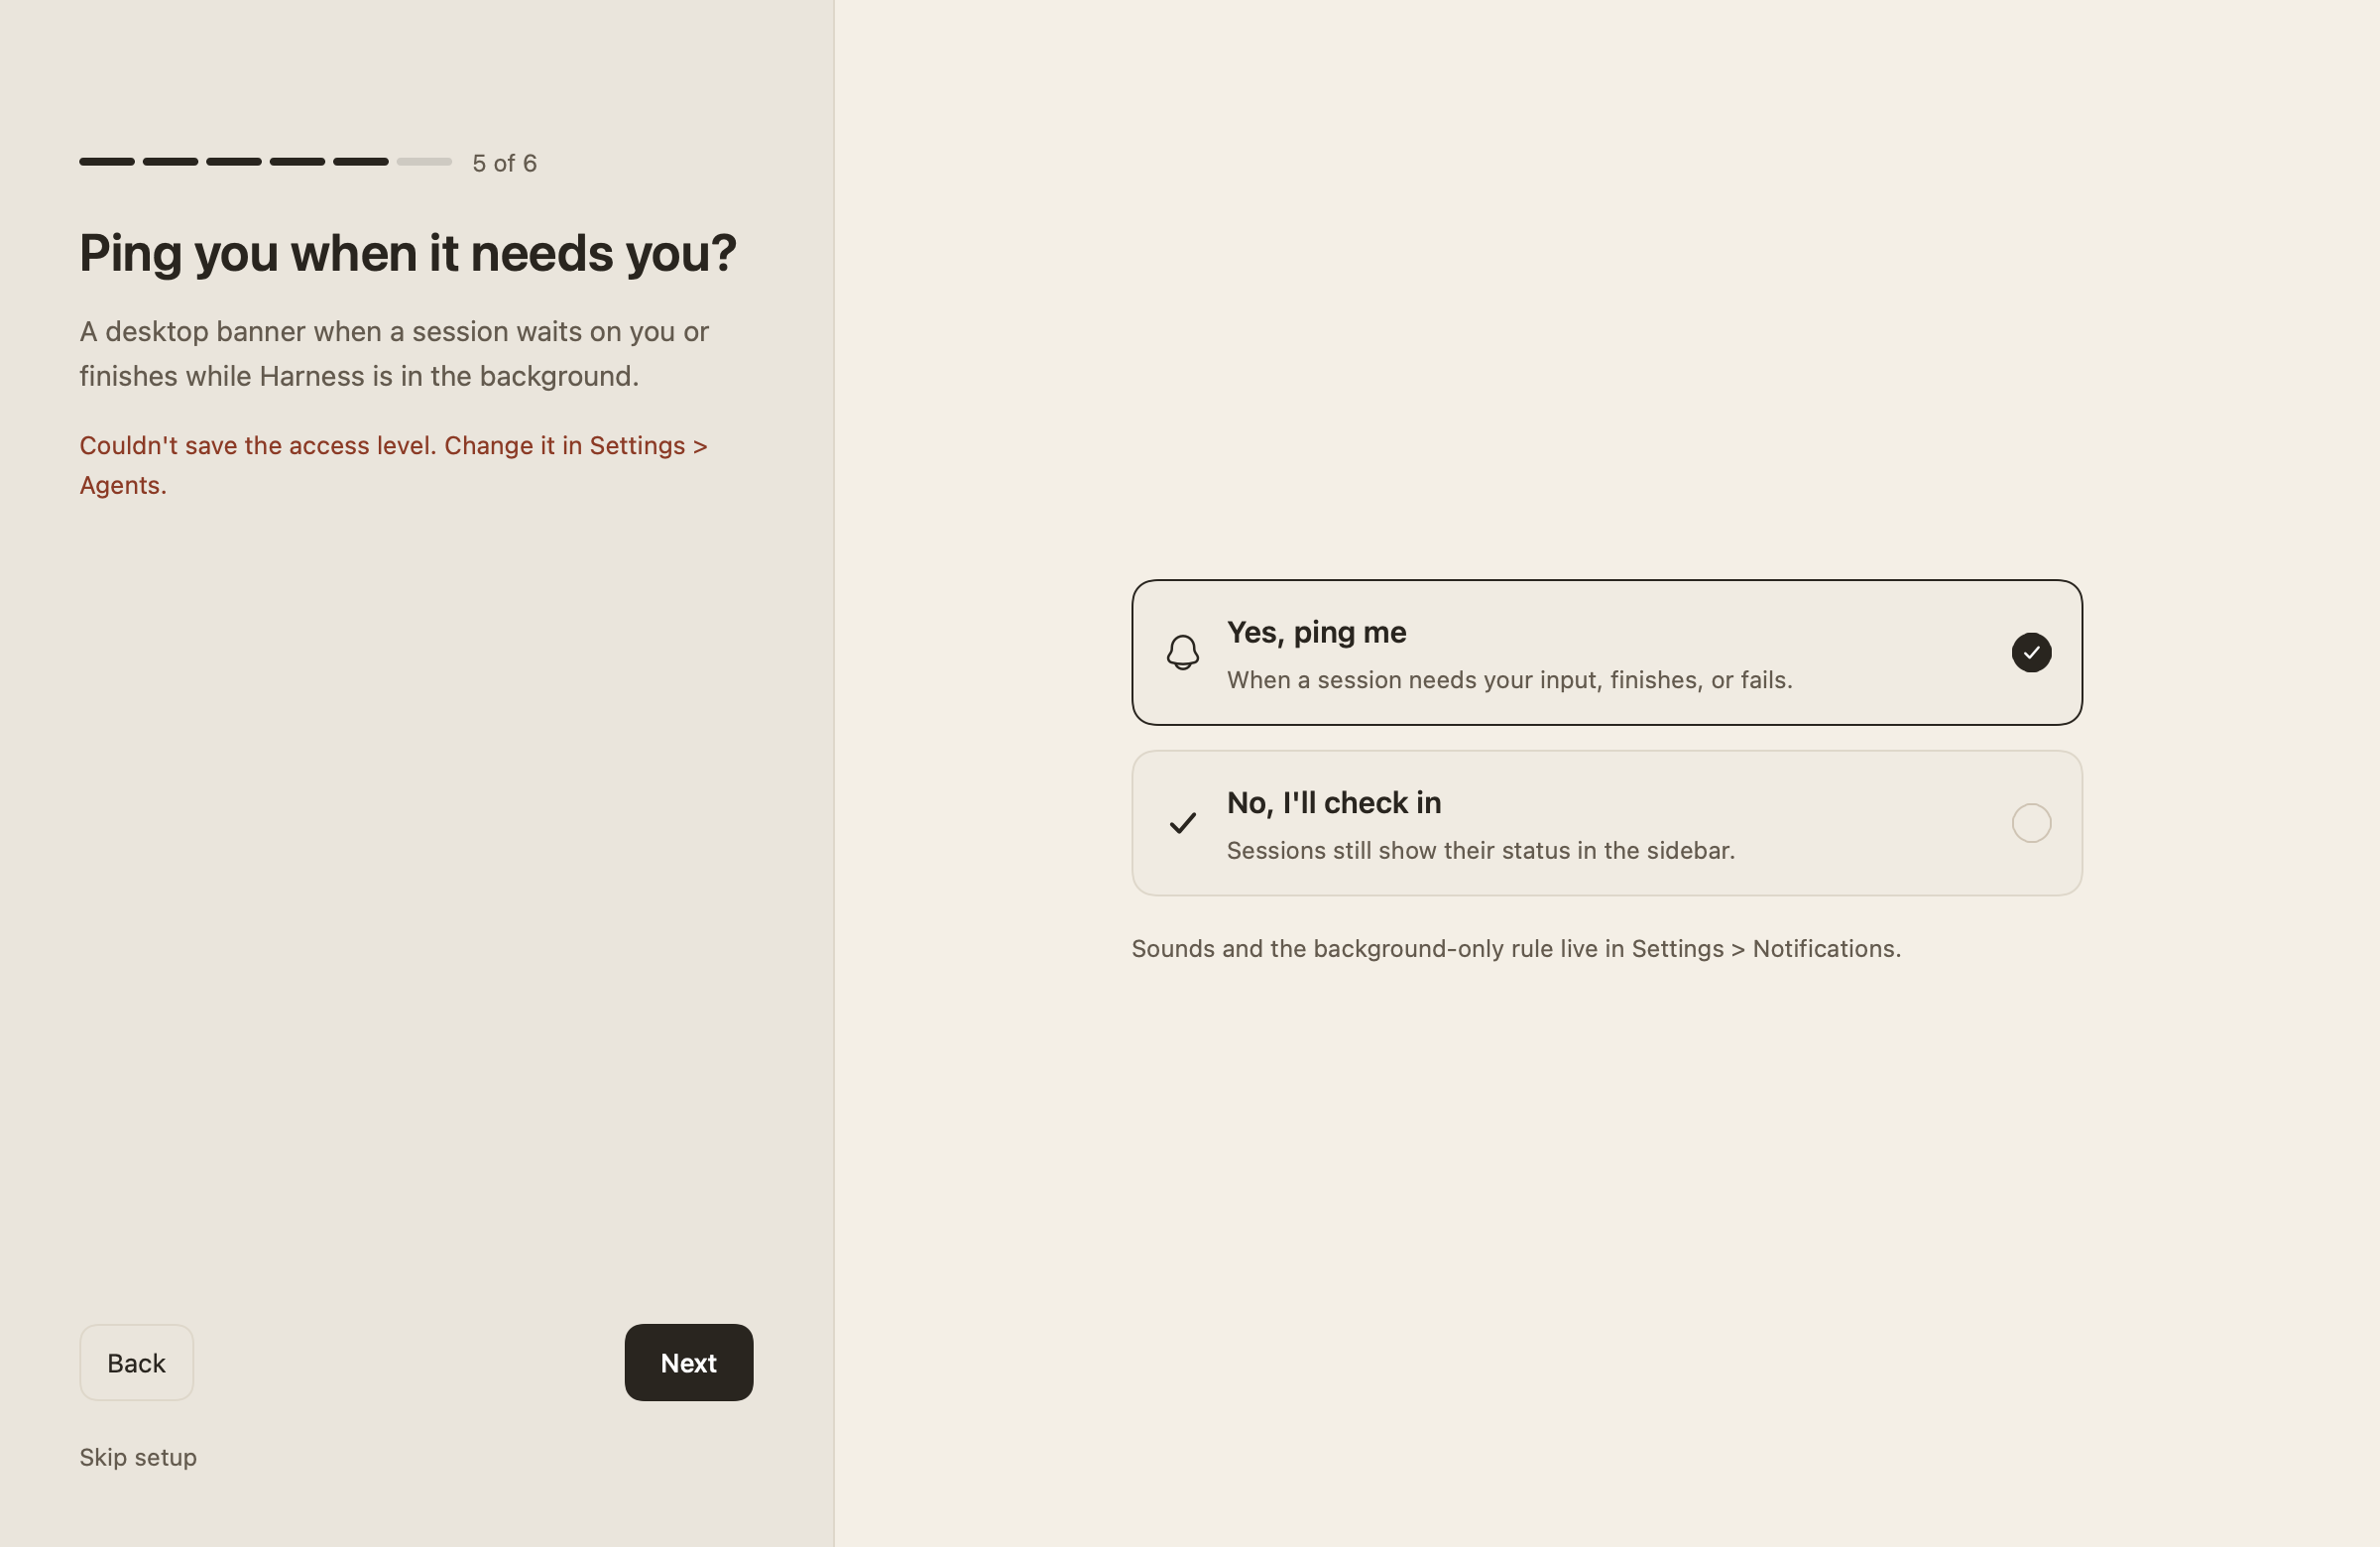 5 of 6
Ping you when it needs you?
A desktop banner when a session waits on you or
finishes while Harness is in the background.
Couldn't save the access level. Change it in Settings >
Agents.
Back
Next
Skip setup
Yes, ping me
When a session needs your input, finishes, or fails.
No, I'll check in
Sessions still show their status in the sidebar.
Sounds and the background-only rule live in Settings > Notifications.